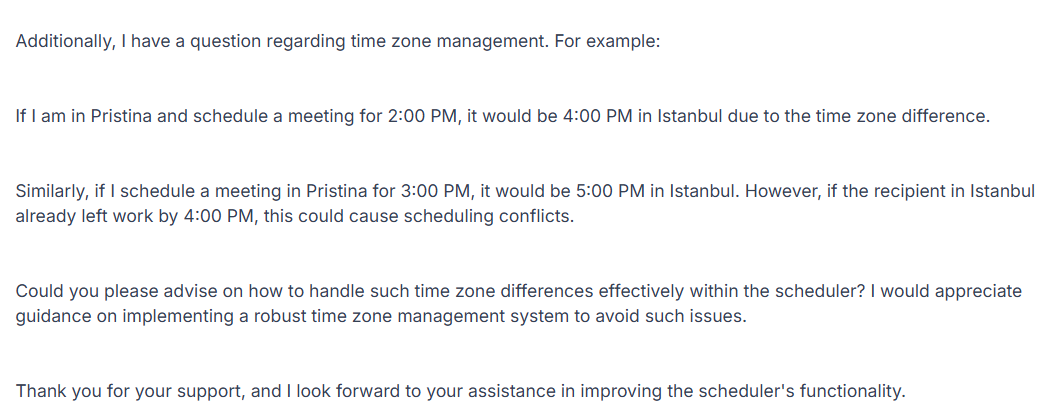 Additionally, I have a question regarding time zone management. For example:
If I am in Pristina and schedule a meeting for 2:00 PM, it would be 4:00 PM in Istanbul due to the time zone difference.
Similarly, if I schedule a meeting in Pristina for 3:00 PM, it would be 5:00 PM in Istanbul. However, if the recipient in Istanbul
already left work by 4:00 PM, this could cause scheduling conflicts.
Could you please advise on how to handle such time zone differences effectively within the scheduler? I would appreciate
guidance on implementing a robust time zone management system to avoid such issues.
Thank you for your support, and I look forward to your assistance in improving the scheduler's functionality.